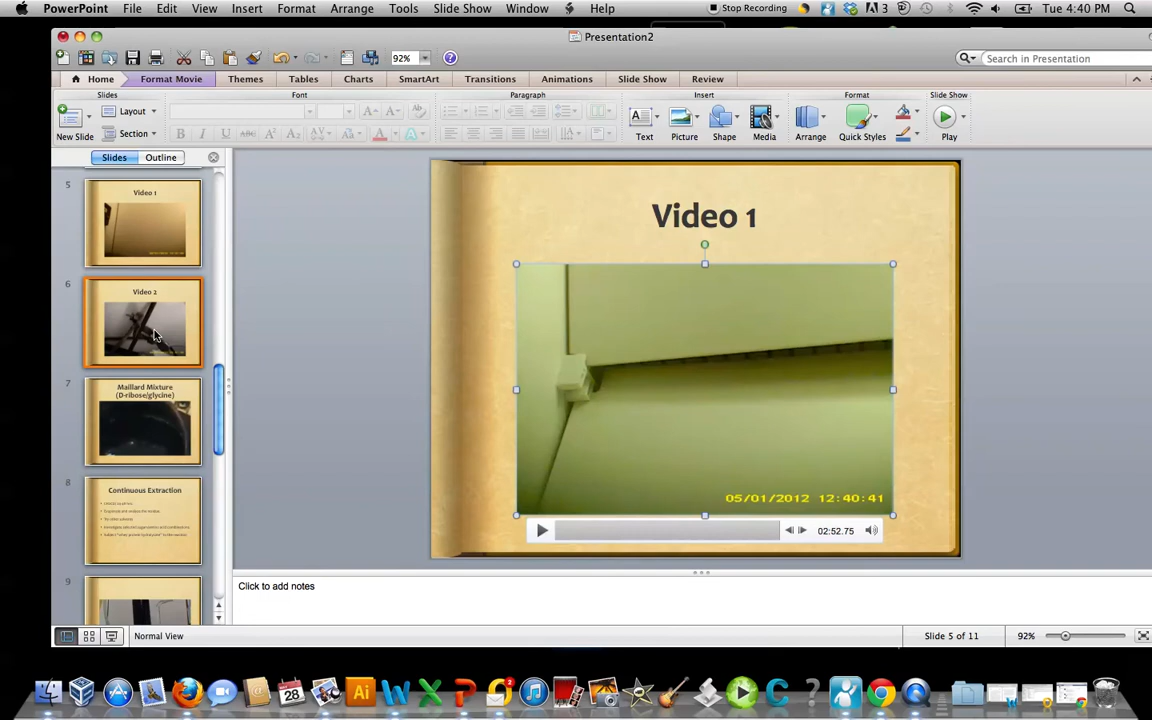 PowerPoint File Edit View Insert Format Arrange Tools Slide Show Window Help Stop Recording 3 Tue 4:40 PM
Presentation2
92% Search in Presentation
Home Format Movie Themes Tables Charts SmartArt Transitions Animations Slide Show Review
Slides Font Paragraph Insert Format Slide Show
Layout
New Slide Section Text Picture Shape Media Arrange Quick Styles Play
Slides Outline
5
Video 1
6
Video 2
7
Maillard Mixture
(D-ribose/glycine)
8
Continuous Extraction
9
Video 1
05/01/2012 12:40:41
02:52.75
Click to add notes
Normal View Slide 5 of 11 92%
28 Ai 2